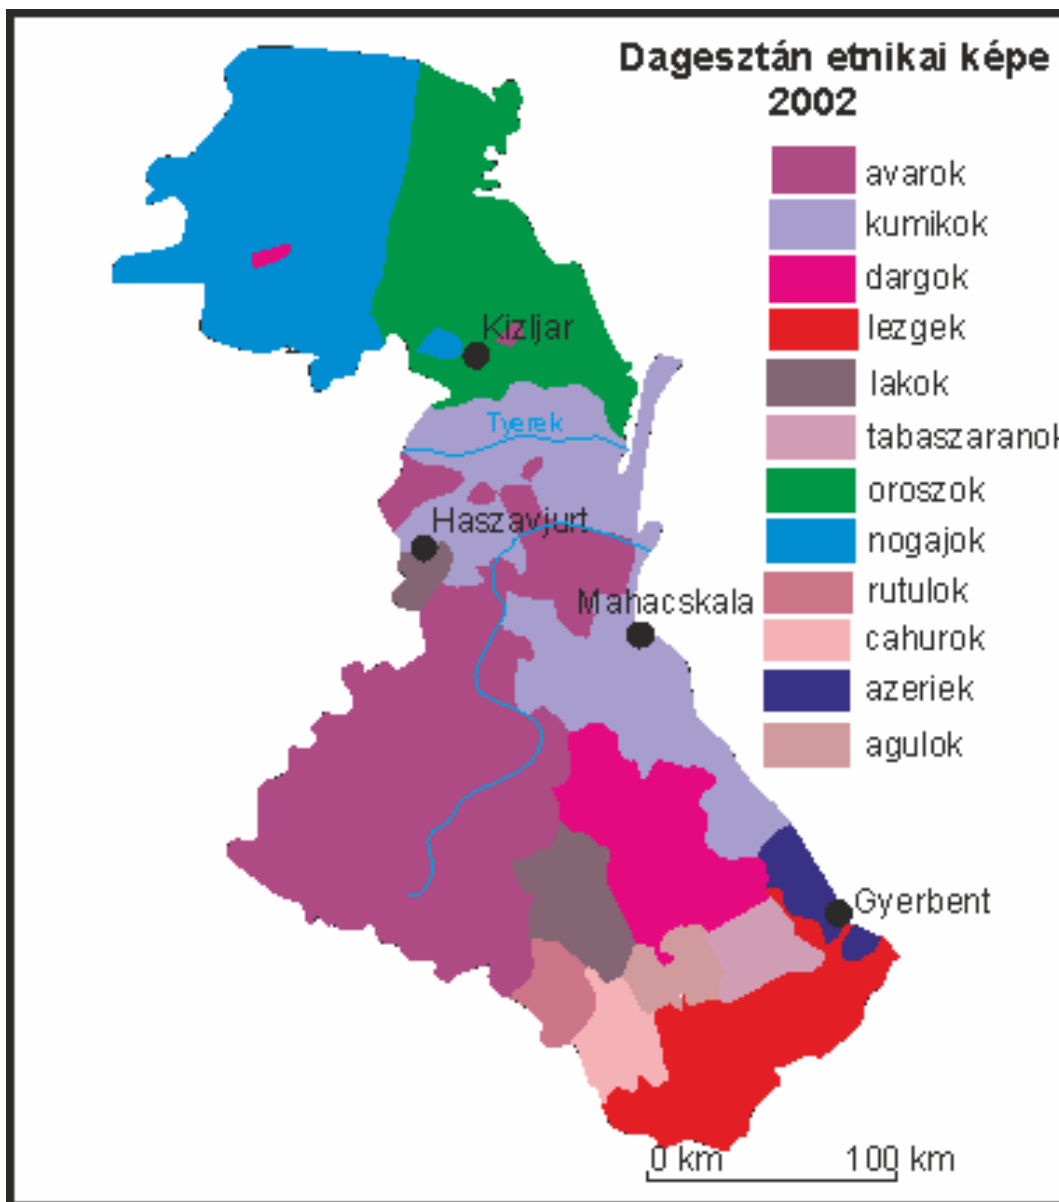 Dagesztán etnikai képe
2002
avarok
kumikok
dargok
lezgek
lakok
tabaszaranok
oroszok
nogajok
rutulok
cahurok
azeriek
agulok
Kizljar
Tyerek
Haszavjurt
Mahacskala
Gyerbent
0 km 100 km